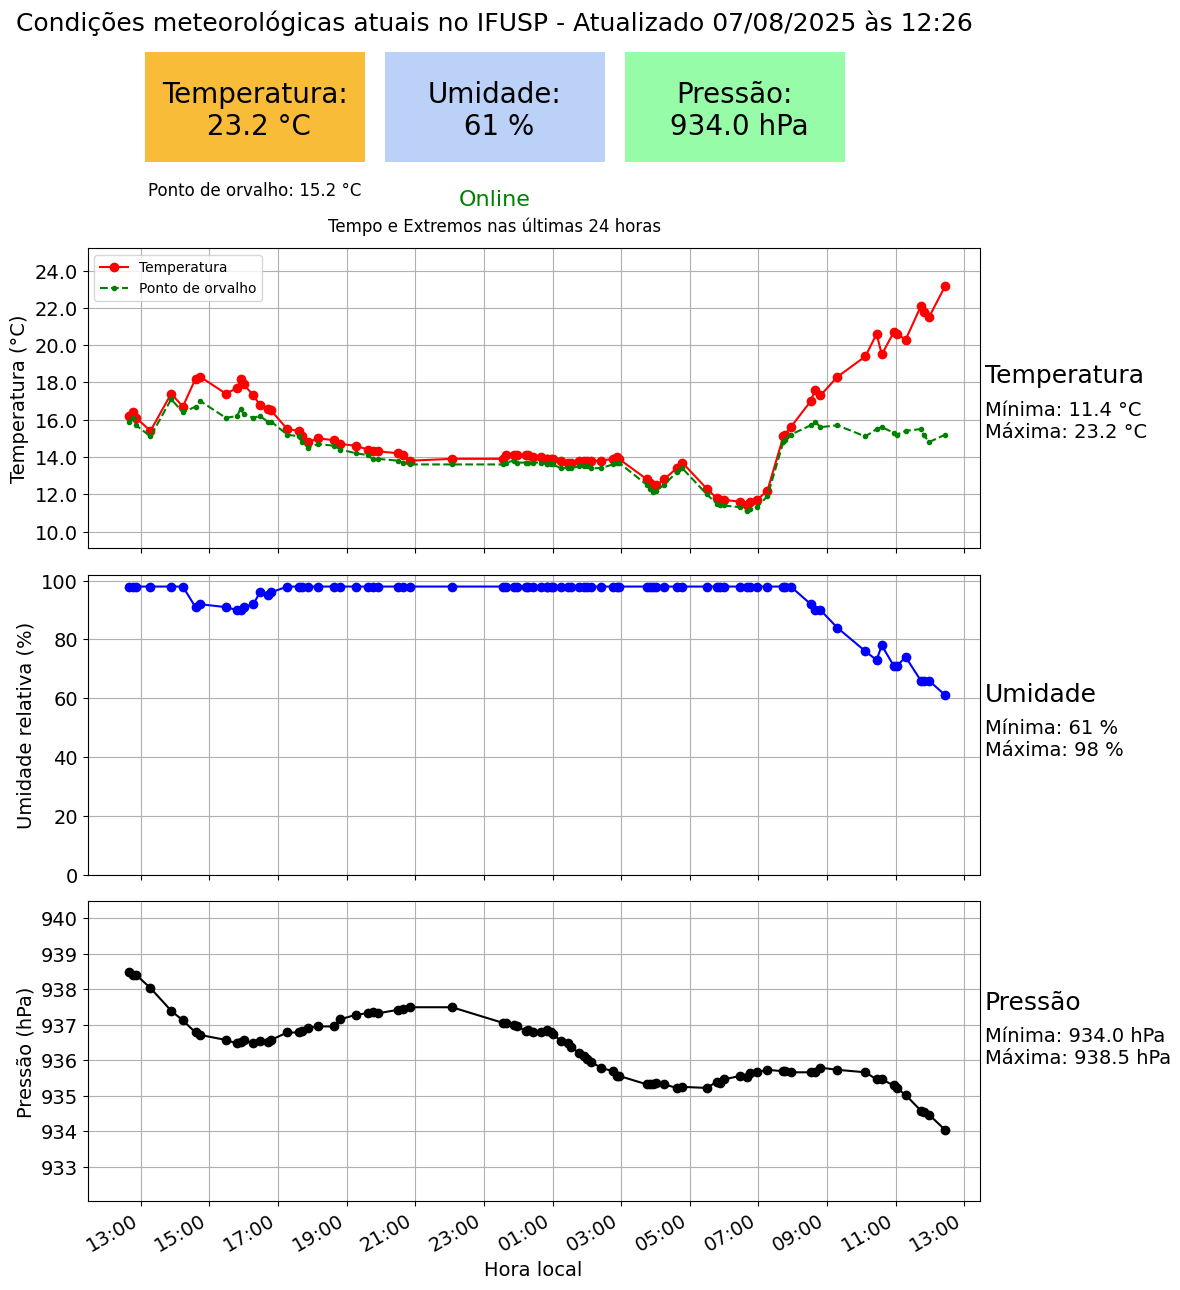 Condições meteorológicas atuais no IFUSP - Atualizado 07/08/2025 às 12:26
Temperatura:
23.2 °C
Umidade:
61 %
Pressão:
934.0 hPa
Ponto de orvalho: 15.2 °C
Online
Tempo e Extremos nas últimas 24 horas
Temperatura (°C)
24.0
22.0
20.0
18.0
16.0
14.0
12.0
10.0
Temperatura
Ponto de orvalho
Temperatura
Mínima: 11.4 °C
Máxima: 23.2 °C
Umidade relativa (%)
100
80
60
40
20
0
Umidade
Mínima: 61 %
Máxima: 98 %
Pressão (hPa)
940
939
938
937
936
935
934
933
Pressão
Mínima: 934.0 hPa
Máxima: 938.5 hPa
13:00 15:00 17:00 19:00 21:00 23:00 01:00 03:00 05:00 07:00 09:00 11:00 13:00
Hora local